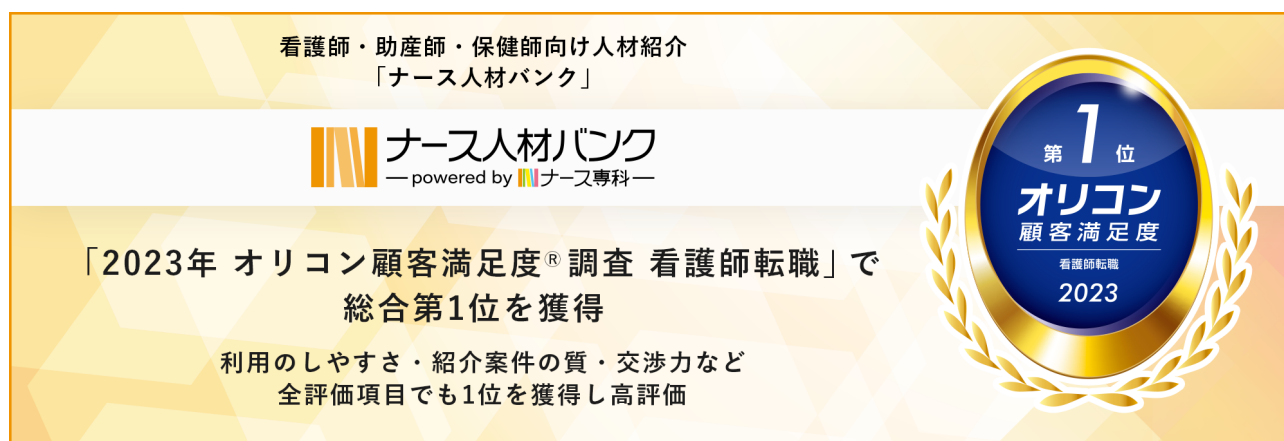 看護師・助産師・保健師向け人材紹介
「ナース人材バンク」
ナース人材バンク
powered by ナース専科
「2023年 オリコン顧客満足度®調査 看護師転職」で
総合第1位を獲得
利用のしやすさ・紹介案件の質・交渉力など
全評価項目でも1位を獲得し高評価
第1位
オリコン
顧客満足度
看護師転職
2023